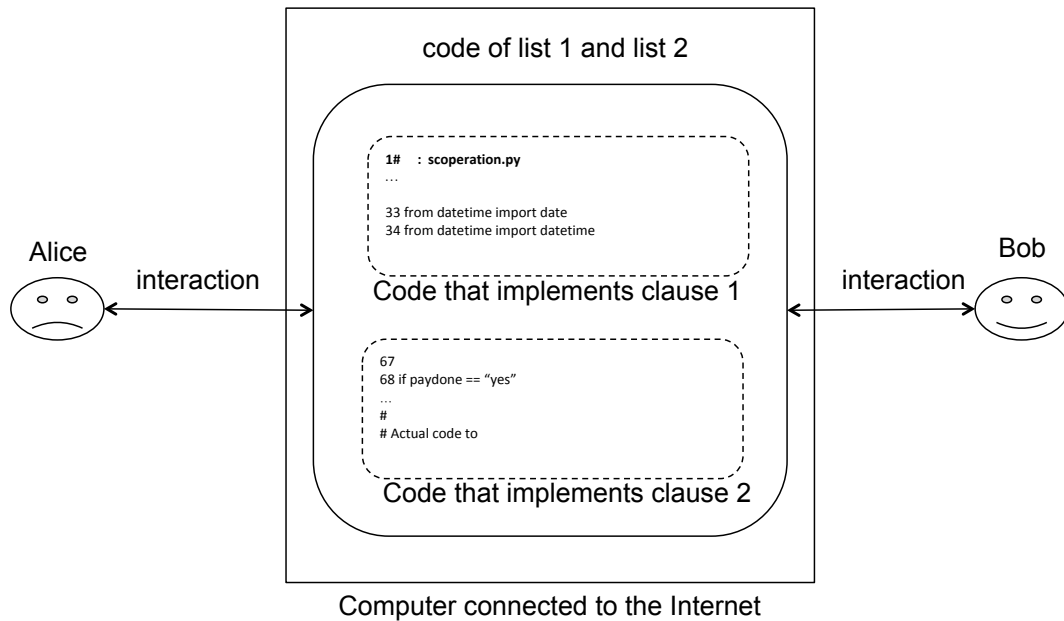 code of list 1 and list 2
1#    :  scoperation.py
...
33 from datetime import date
34 from datetime import datetime
Code that implements clause 1
Alice
interaction
Bob
interaction
67
68 if paydone == “yes”
...
#
# Actual code to
Code that implements clause 2
Computer connected to the Internet